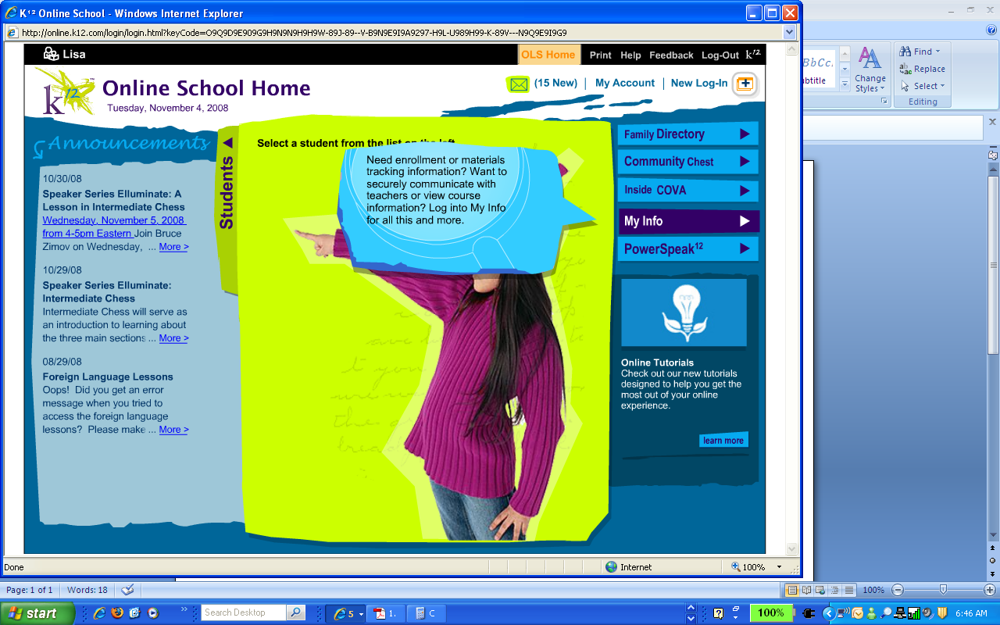 K¹² Online School - Windows Internet Explorer
http://online.k12.com/login/login.html?keyCode=O9Q9D9E909G9H9N9N9H9H9W-89J-89--V-B9N9E9I9A9297-H9L-U989H99-K-89V---N9Q9E9I9G9
Lisa
OLS Home
Print Help Feedback Log-Out k¹²
k¹²
Online School Home
Tuesday, November 4, 2008
(15 New) | My Account | New Log-In
Announcements
10/30/08
Speaker Series Elluminate: A
Lesson in Intermediate Chess
Wednesday, November 5, 2008
from 4-5pm Eastern Join Bruce
Zimov on Wednesday, ... More >
10/29/08
Speaker Series Elluminate:
Intermediate Chess
Intermediate Chess will serve as
an introduction to learning about
the three main sections ... More >
08/29/08
Foreign Language Lessons
Oops! Did you get an error
message when you tried to
access the foreign language
lessons? Please make ... More >
Students
Select a student from the list on the left.
Need enrollment or materials
tracking information? Want to
securely communicate with
teachers or view course
information? Log into My Info
for all this and more.
Family Directory
Community Chest
Inside COVA
My Info
PowerSpeak¹²
Online Tutorials
Check out our new tutorials
designed to help you get the
most out of your online
experience.
learn more
Done
Internet
100%
BbCc.
Change
Styles
Find
Replace
Select
Editing
Page: 1 of 1
Words: 18
100%
start
Search Desktop
5
1.
C
100%
6:46 AM